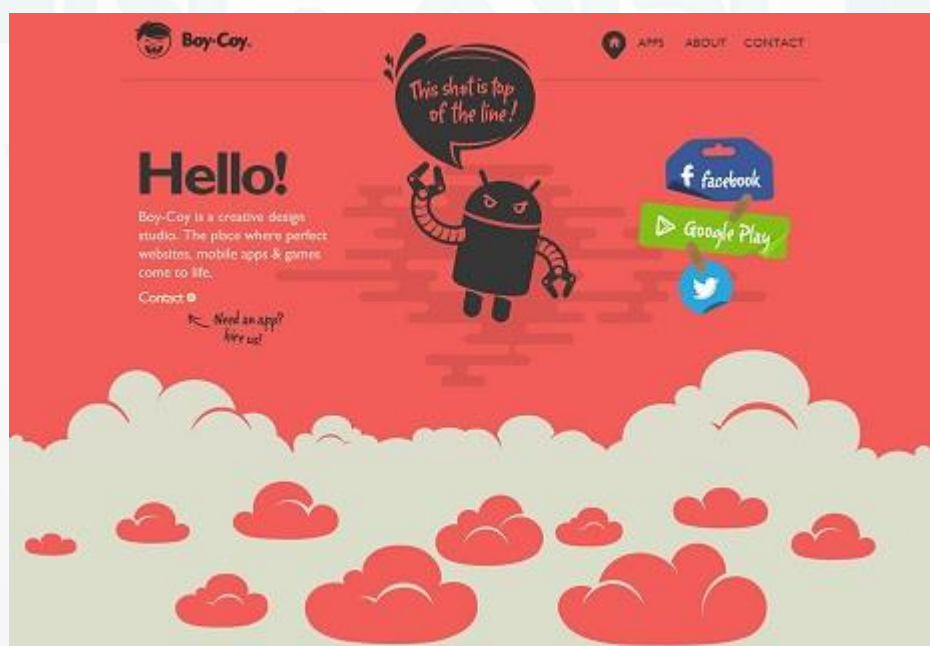 Boy-Coy.
APPS ABOUT CONTACT
This shot is top
of the line!
Hello!
Boy-Coy is a creative design
studio. The place where perfect
websites, mobile apps & games
come to life.
Contact
Need an app?
hire us!
facebook
Google Play